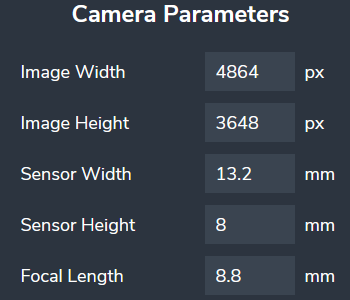 Camera Parameters
Image Width 4864 px
Image Height 3648 px
Sensor Width 13.2 mm
Sensor Height 8 mm
Focal Length 8.8 mm